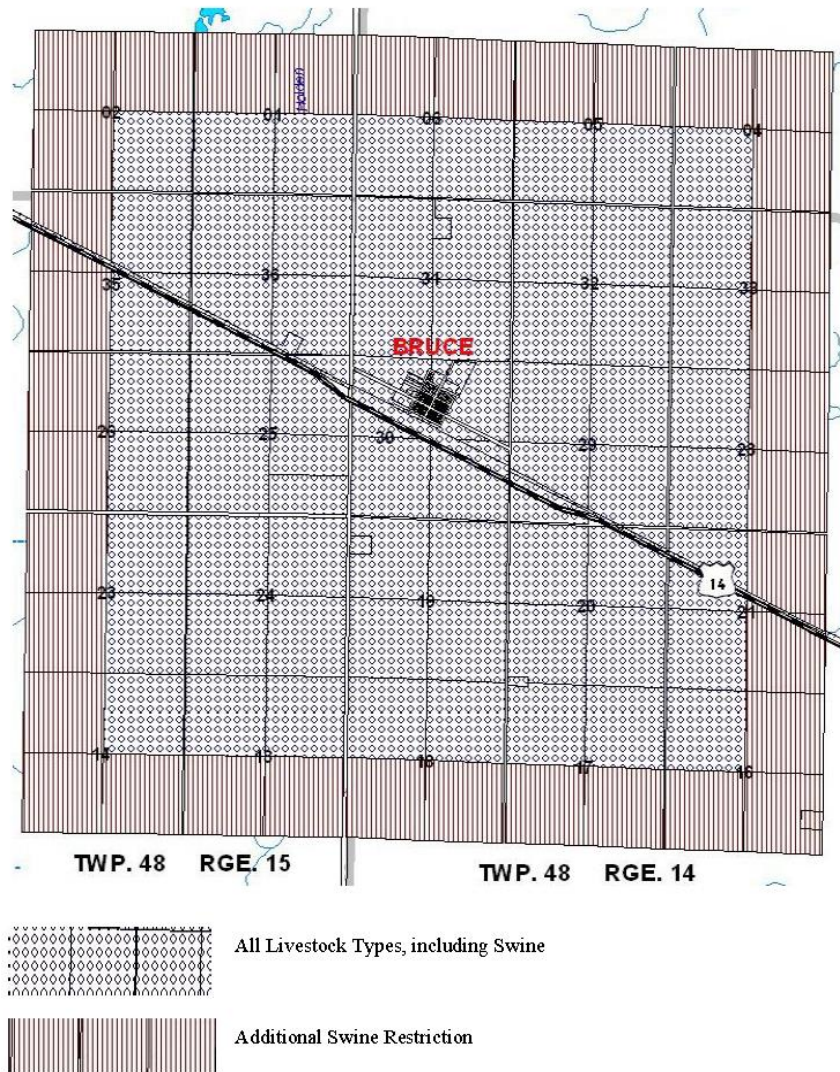 Holden
02 01 06 05 04
35 36 31 32 33
BRUCE
26 25 30 29 28
14
23 24 19 20 21
14 13 18 17 16
TWP. 48 RGE. 15
TWP. 48 RGE. 14
All Livestock Types, including Swine
Additional Swine Restriction